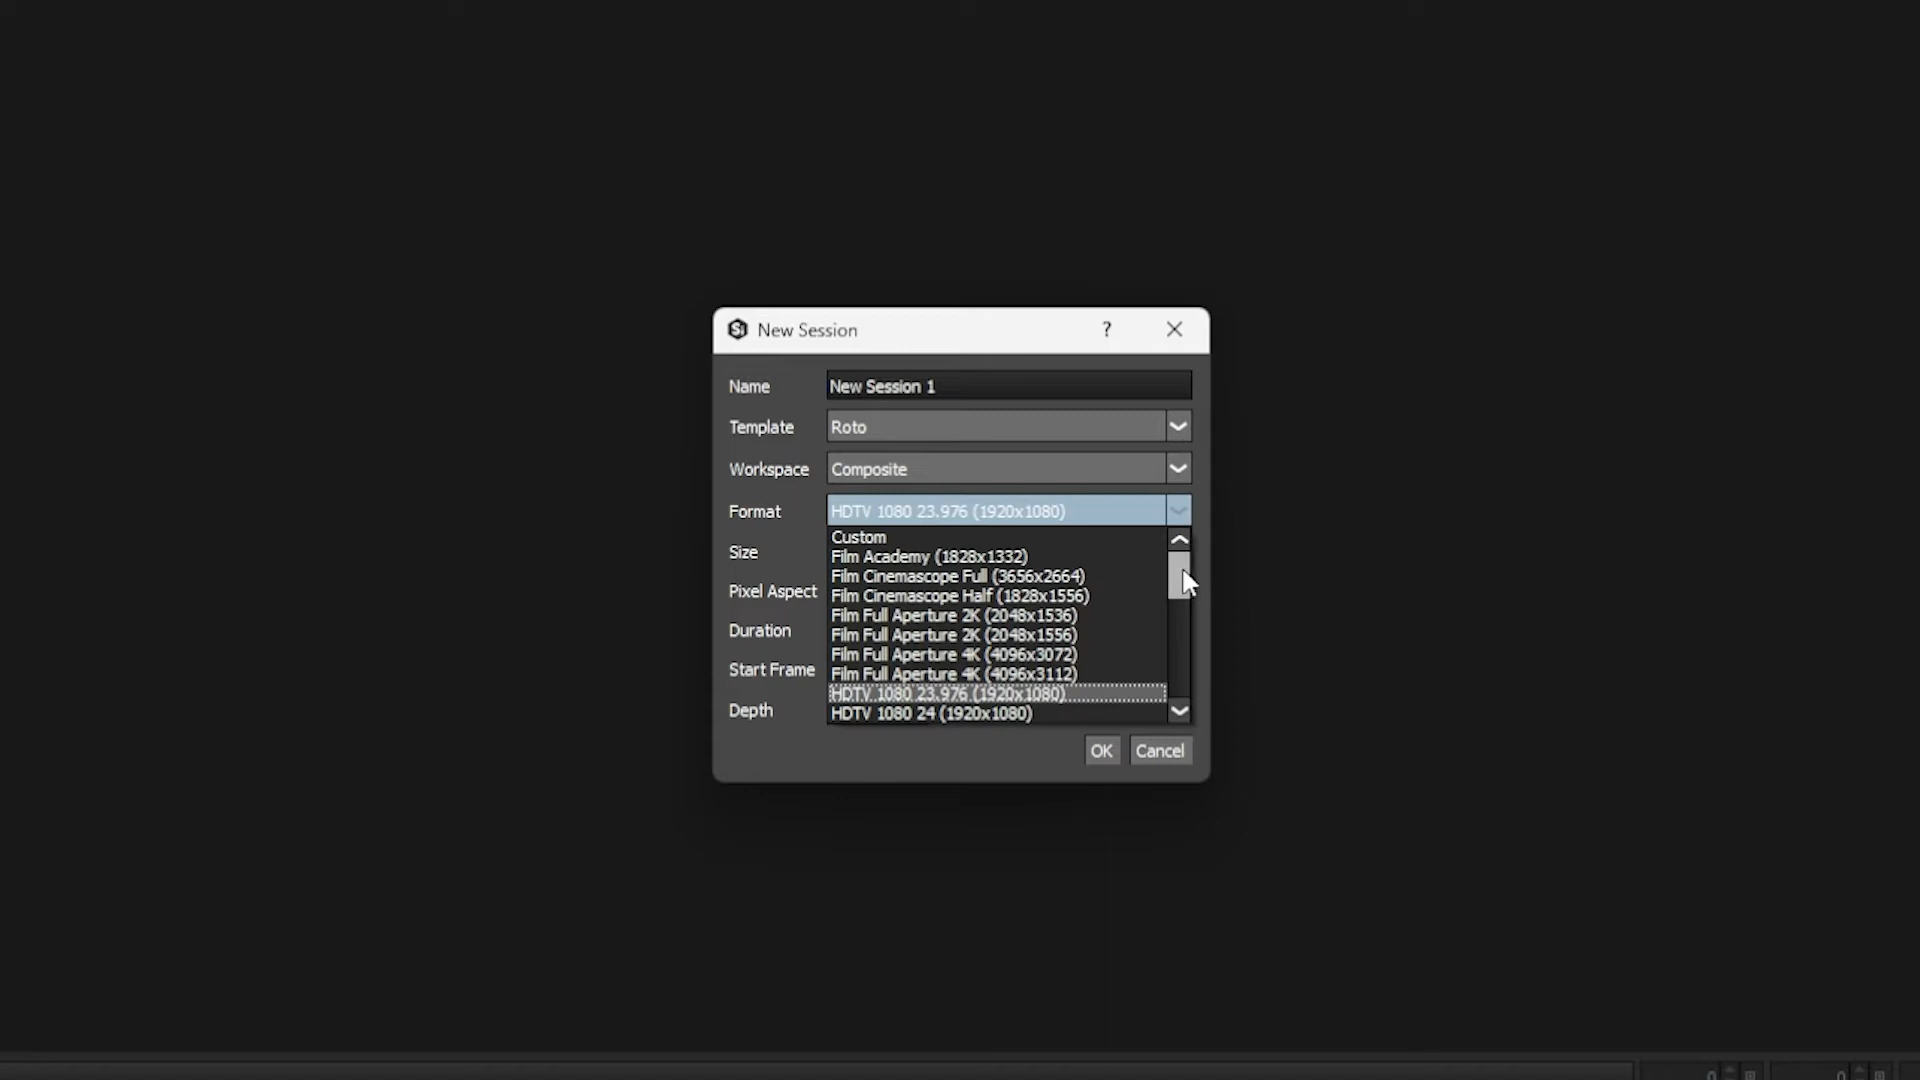 New Session
?
Name
New Session 1
Template
Roto
Workspace
Composite
Format
HDTV 1080 23.976 (1920x1080)
Custom
Size
Film Academy (1828x1332)
Film Cinemascope Full (3656x2664)
Pixel Aspect
Film Cinemascope Half (1828x1556)
Film Full Aperture 2K (2048x1536)
Duration
Film Full Aperture 2K (2048x1556)
Film Full Aperture 4K (4096x3072)
Start Frame
Film Full Aperture 4K (4096x3112)
HDTV 1080 23.976 (1920x1080)
Depth
HDTV 1080 24 (1920x1080)
OK
Cancel